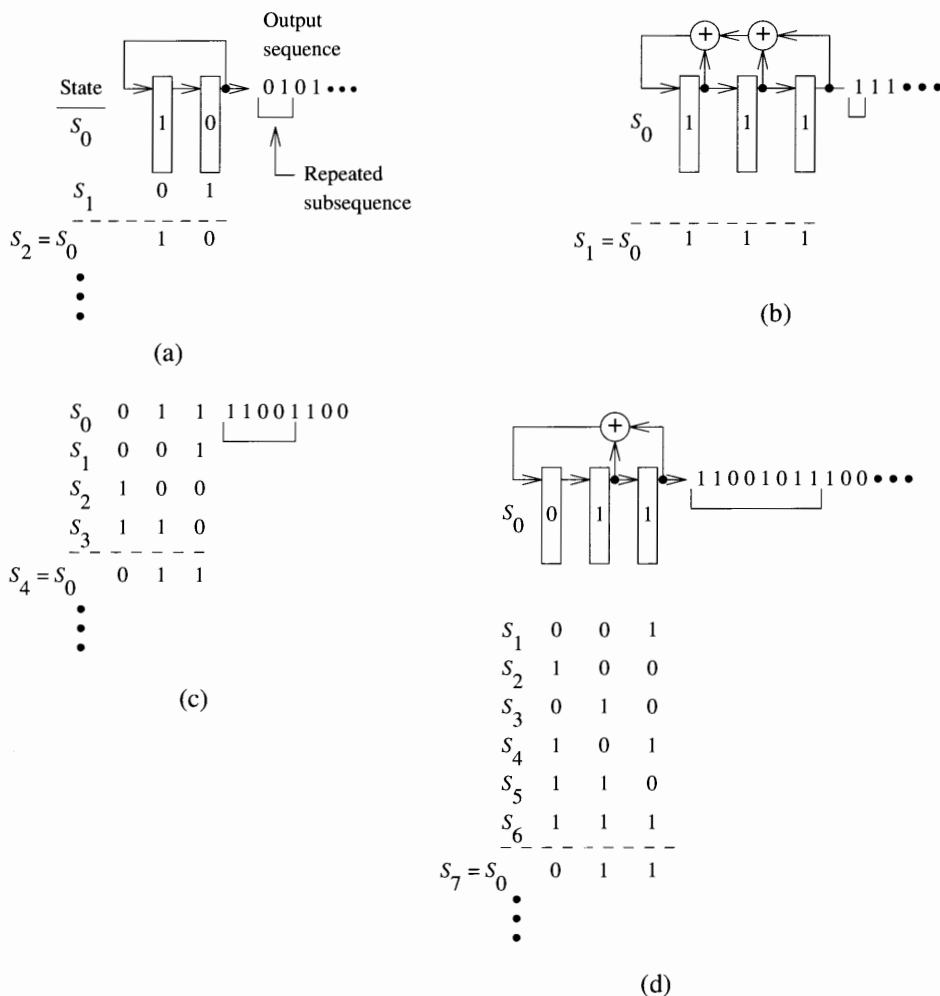 Output
sequence
State
0 1 0 1 •••
S0 1 0
Repeated
subsequence
S1 0 1
S2 = S0 1 0
(a)
+ +
1 1 1 •••
S0 1 1 1
S1 = S0 1 1 1
(b)
S0 0 1 1 1 1 0 0 1 1 0 0
S1 0 0 1
S2 1 0 0
S3 1 1 0
S4 = S0 0 1 1
(c)
+
1 1 0 0 1 0 1 1 1 0 0 •••
S0 0 1 1
S1 0 0 1
S2 1 0 0
S3 0 1 0
S4 1 0 1
S5 1 1 0
S6 1 1 1
S7 = S0 0 1 1
(d)